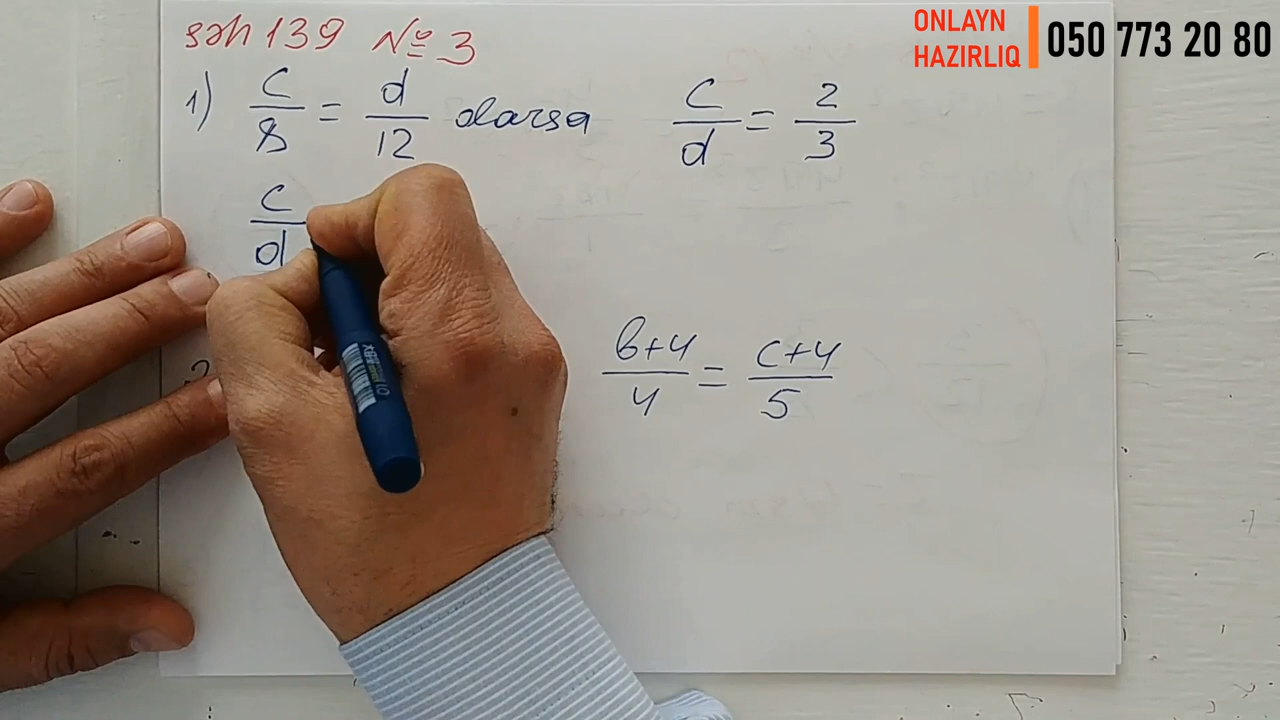 səh 139 № 3
ONLAYN HAZIRLIQ 050 773 20 80
1) c/8 = d/12 olarsa c/d = 2/3
c/d
b+4/4 = c+4/5